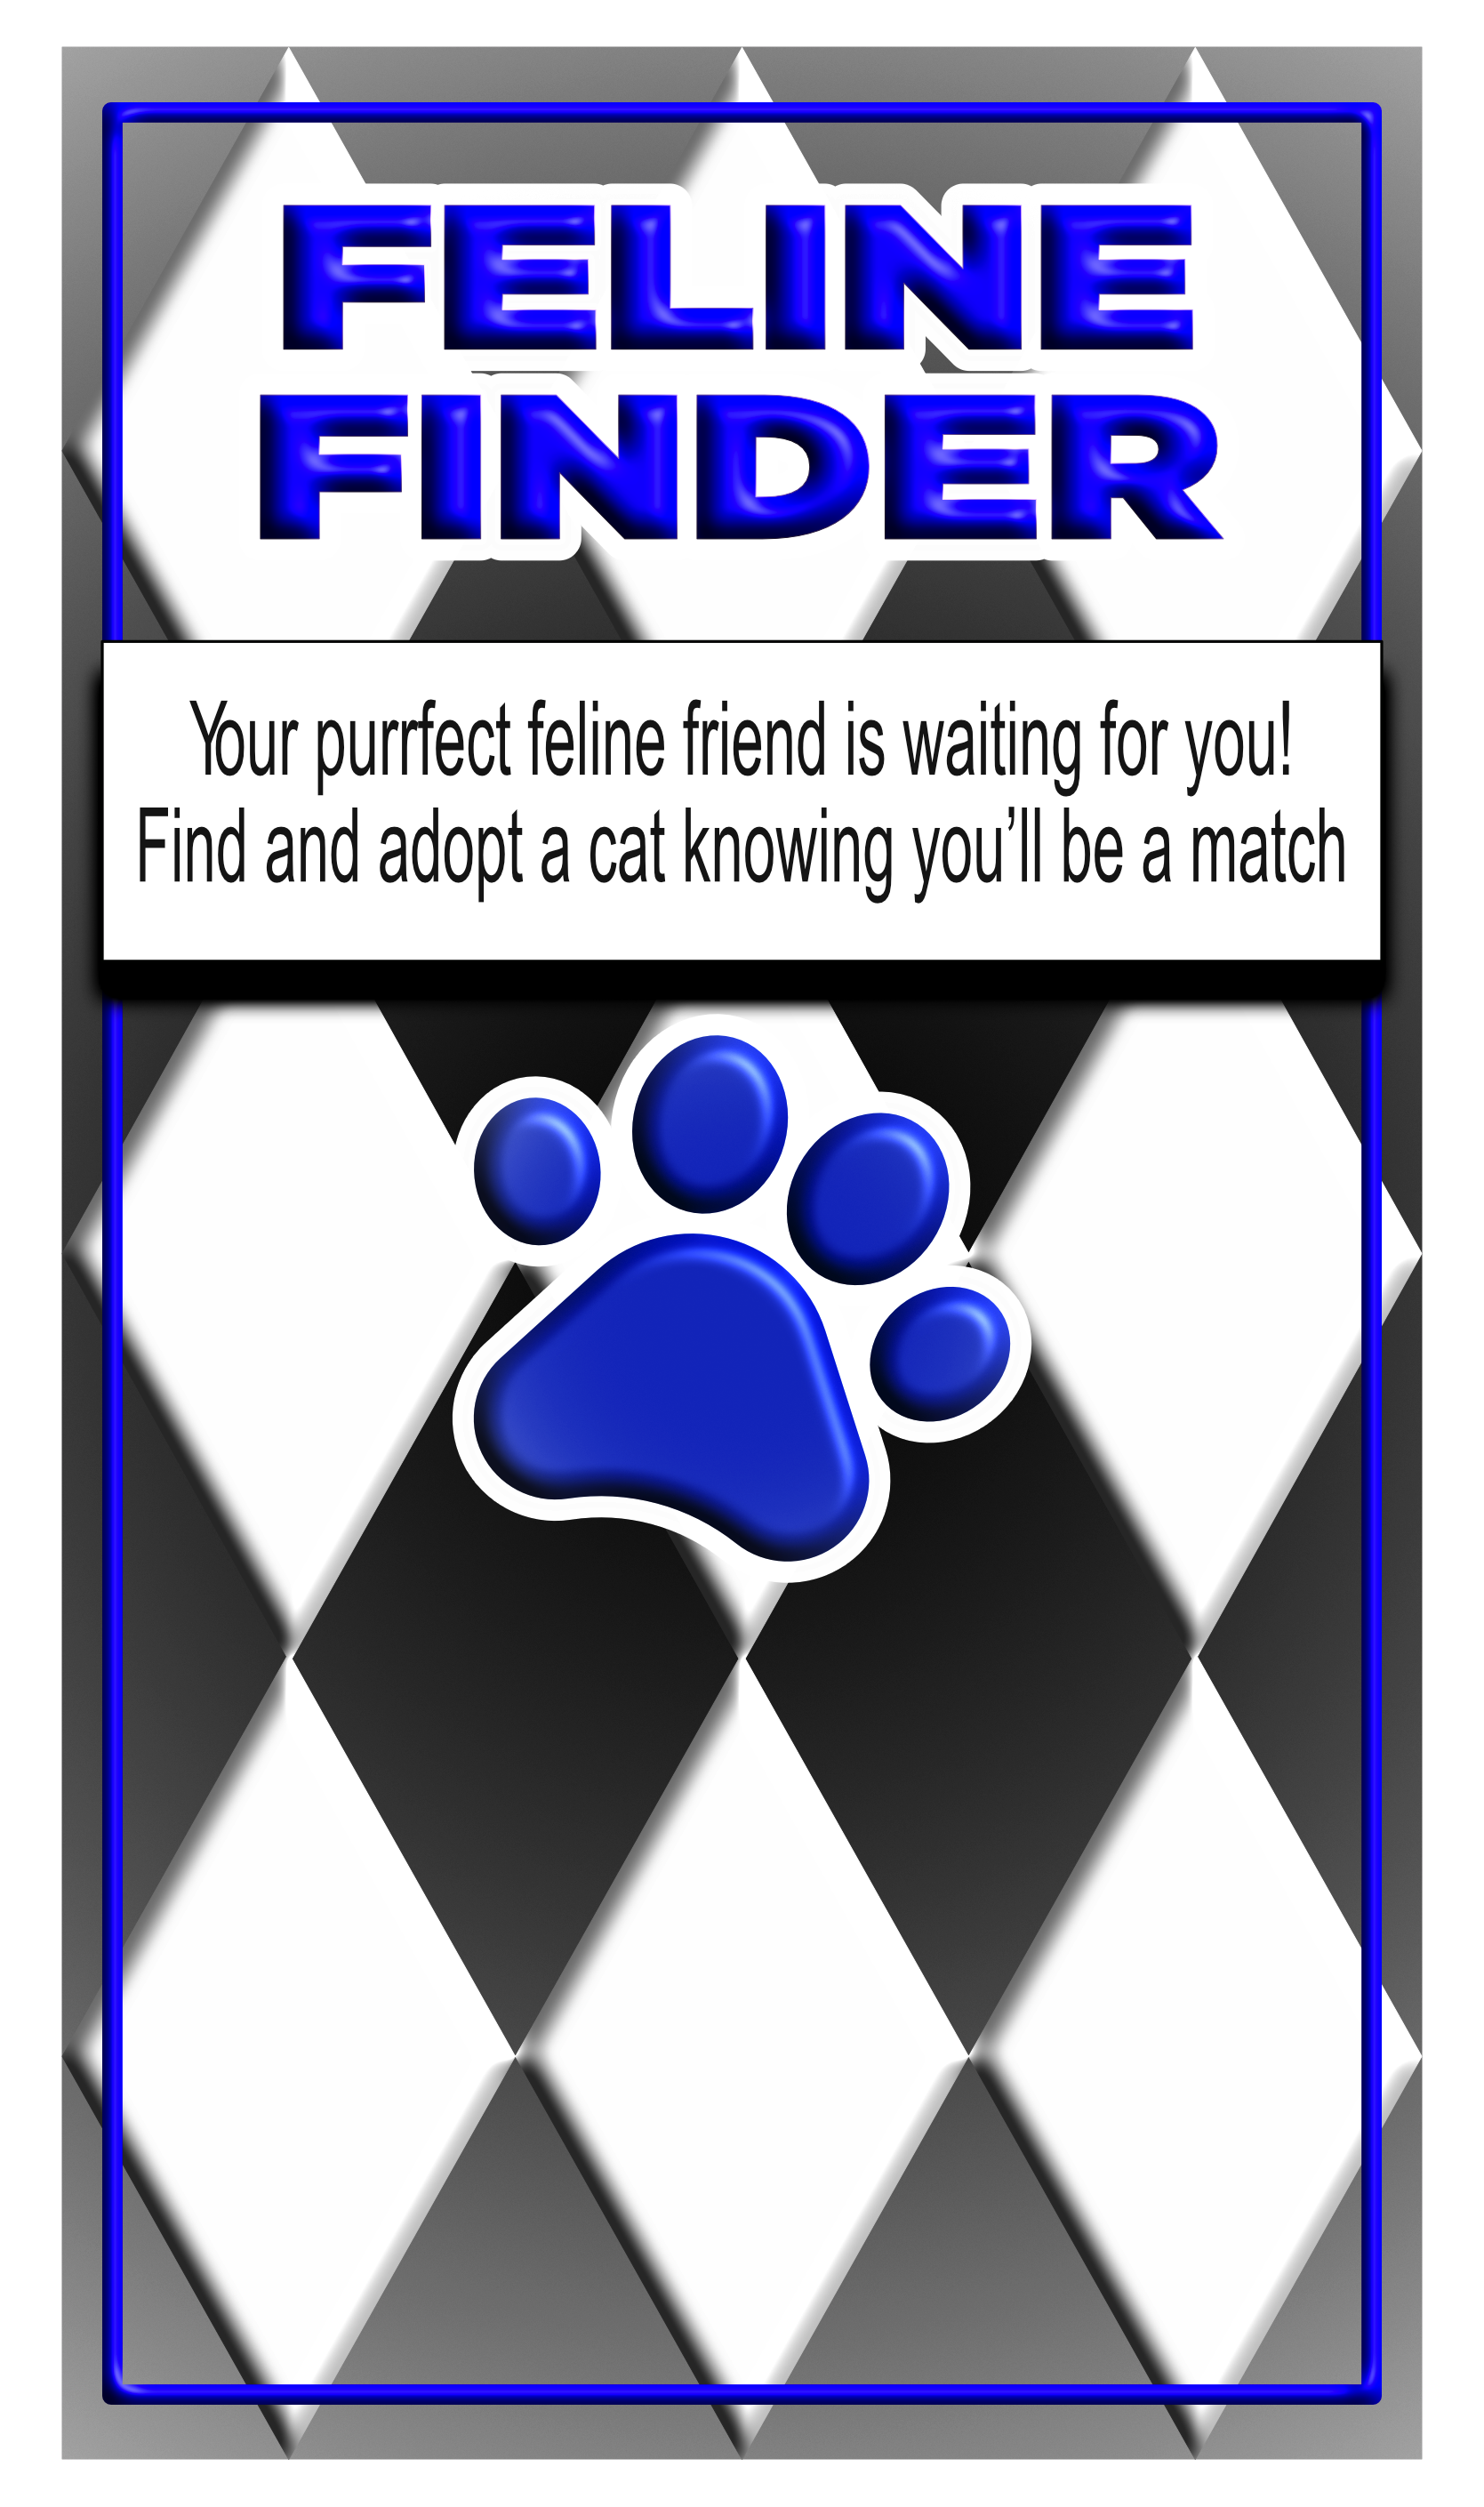 FELINE
FINDER
Your purrfect feline friend is waiting for you!
Find and adopt a cat knowing you’ll be a match